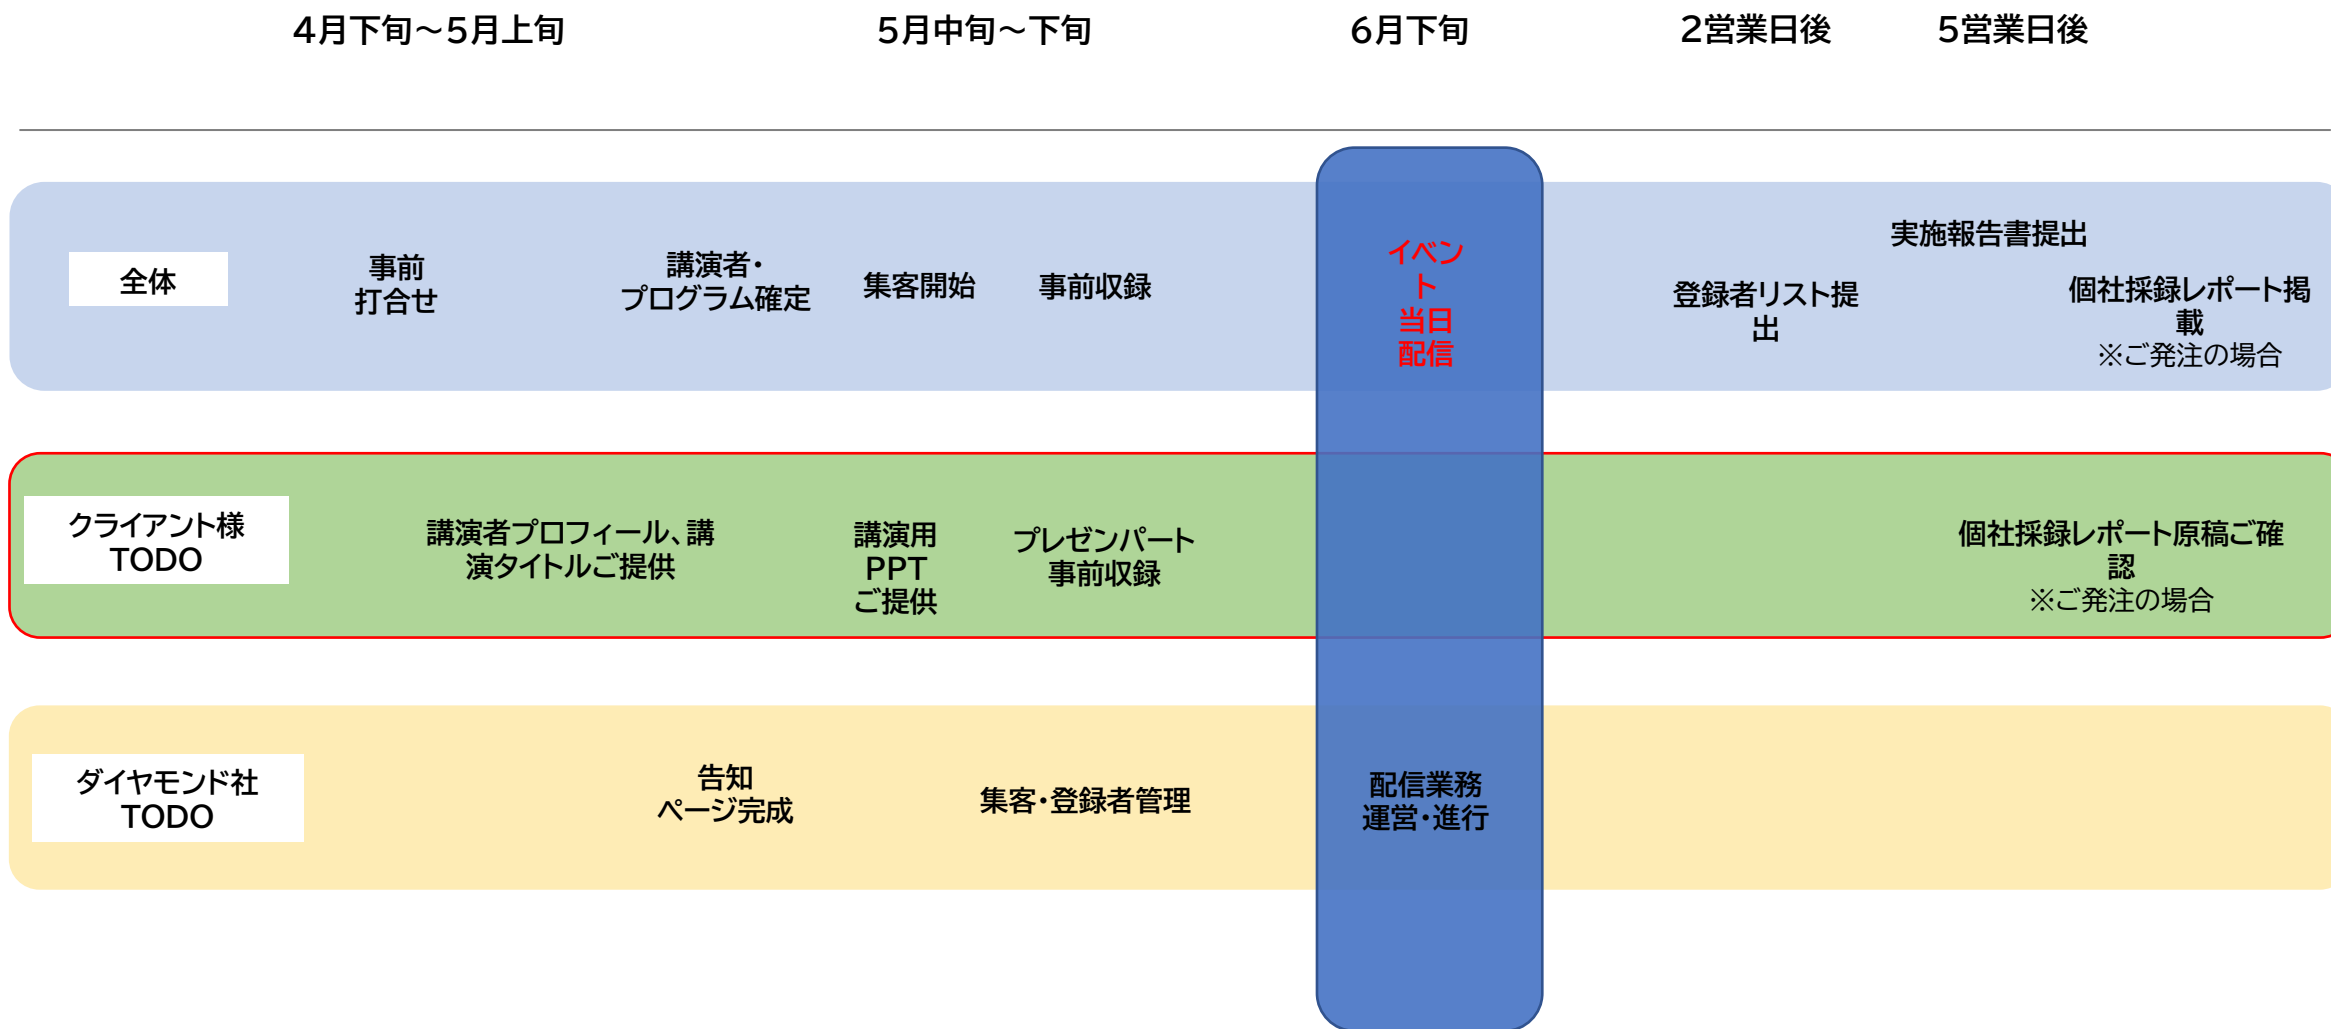 4月下旬～5月上旬
5月中旬～下旬
6月下旬
2営業日後
5営業日後
全体
事前
打合せ
講演者・
プログラム確定
集客開始
事前収録
イベン
ト
当日
配信
登録者リスト提
出
実施報告書提出
個社採録レポート掲
載
※ご発注の場合
クライアント様
TODO
講演者プロフィール、講
演タイトルご提供
講演用
PPT
ご提供
プレゼンパート
事前収録
個社採録レポート原稿ご確
認
※ご発注の場合
ダイヤモンド社
TODO
告知
ページ完成
集客・登録者管理
配信業務
運営・進行